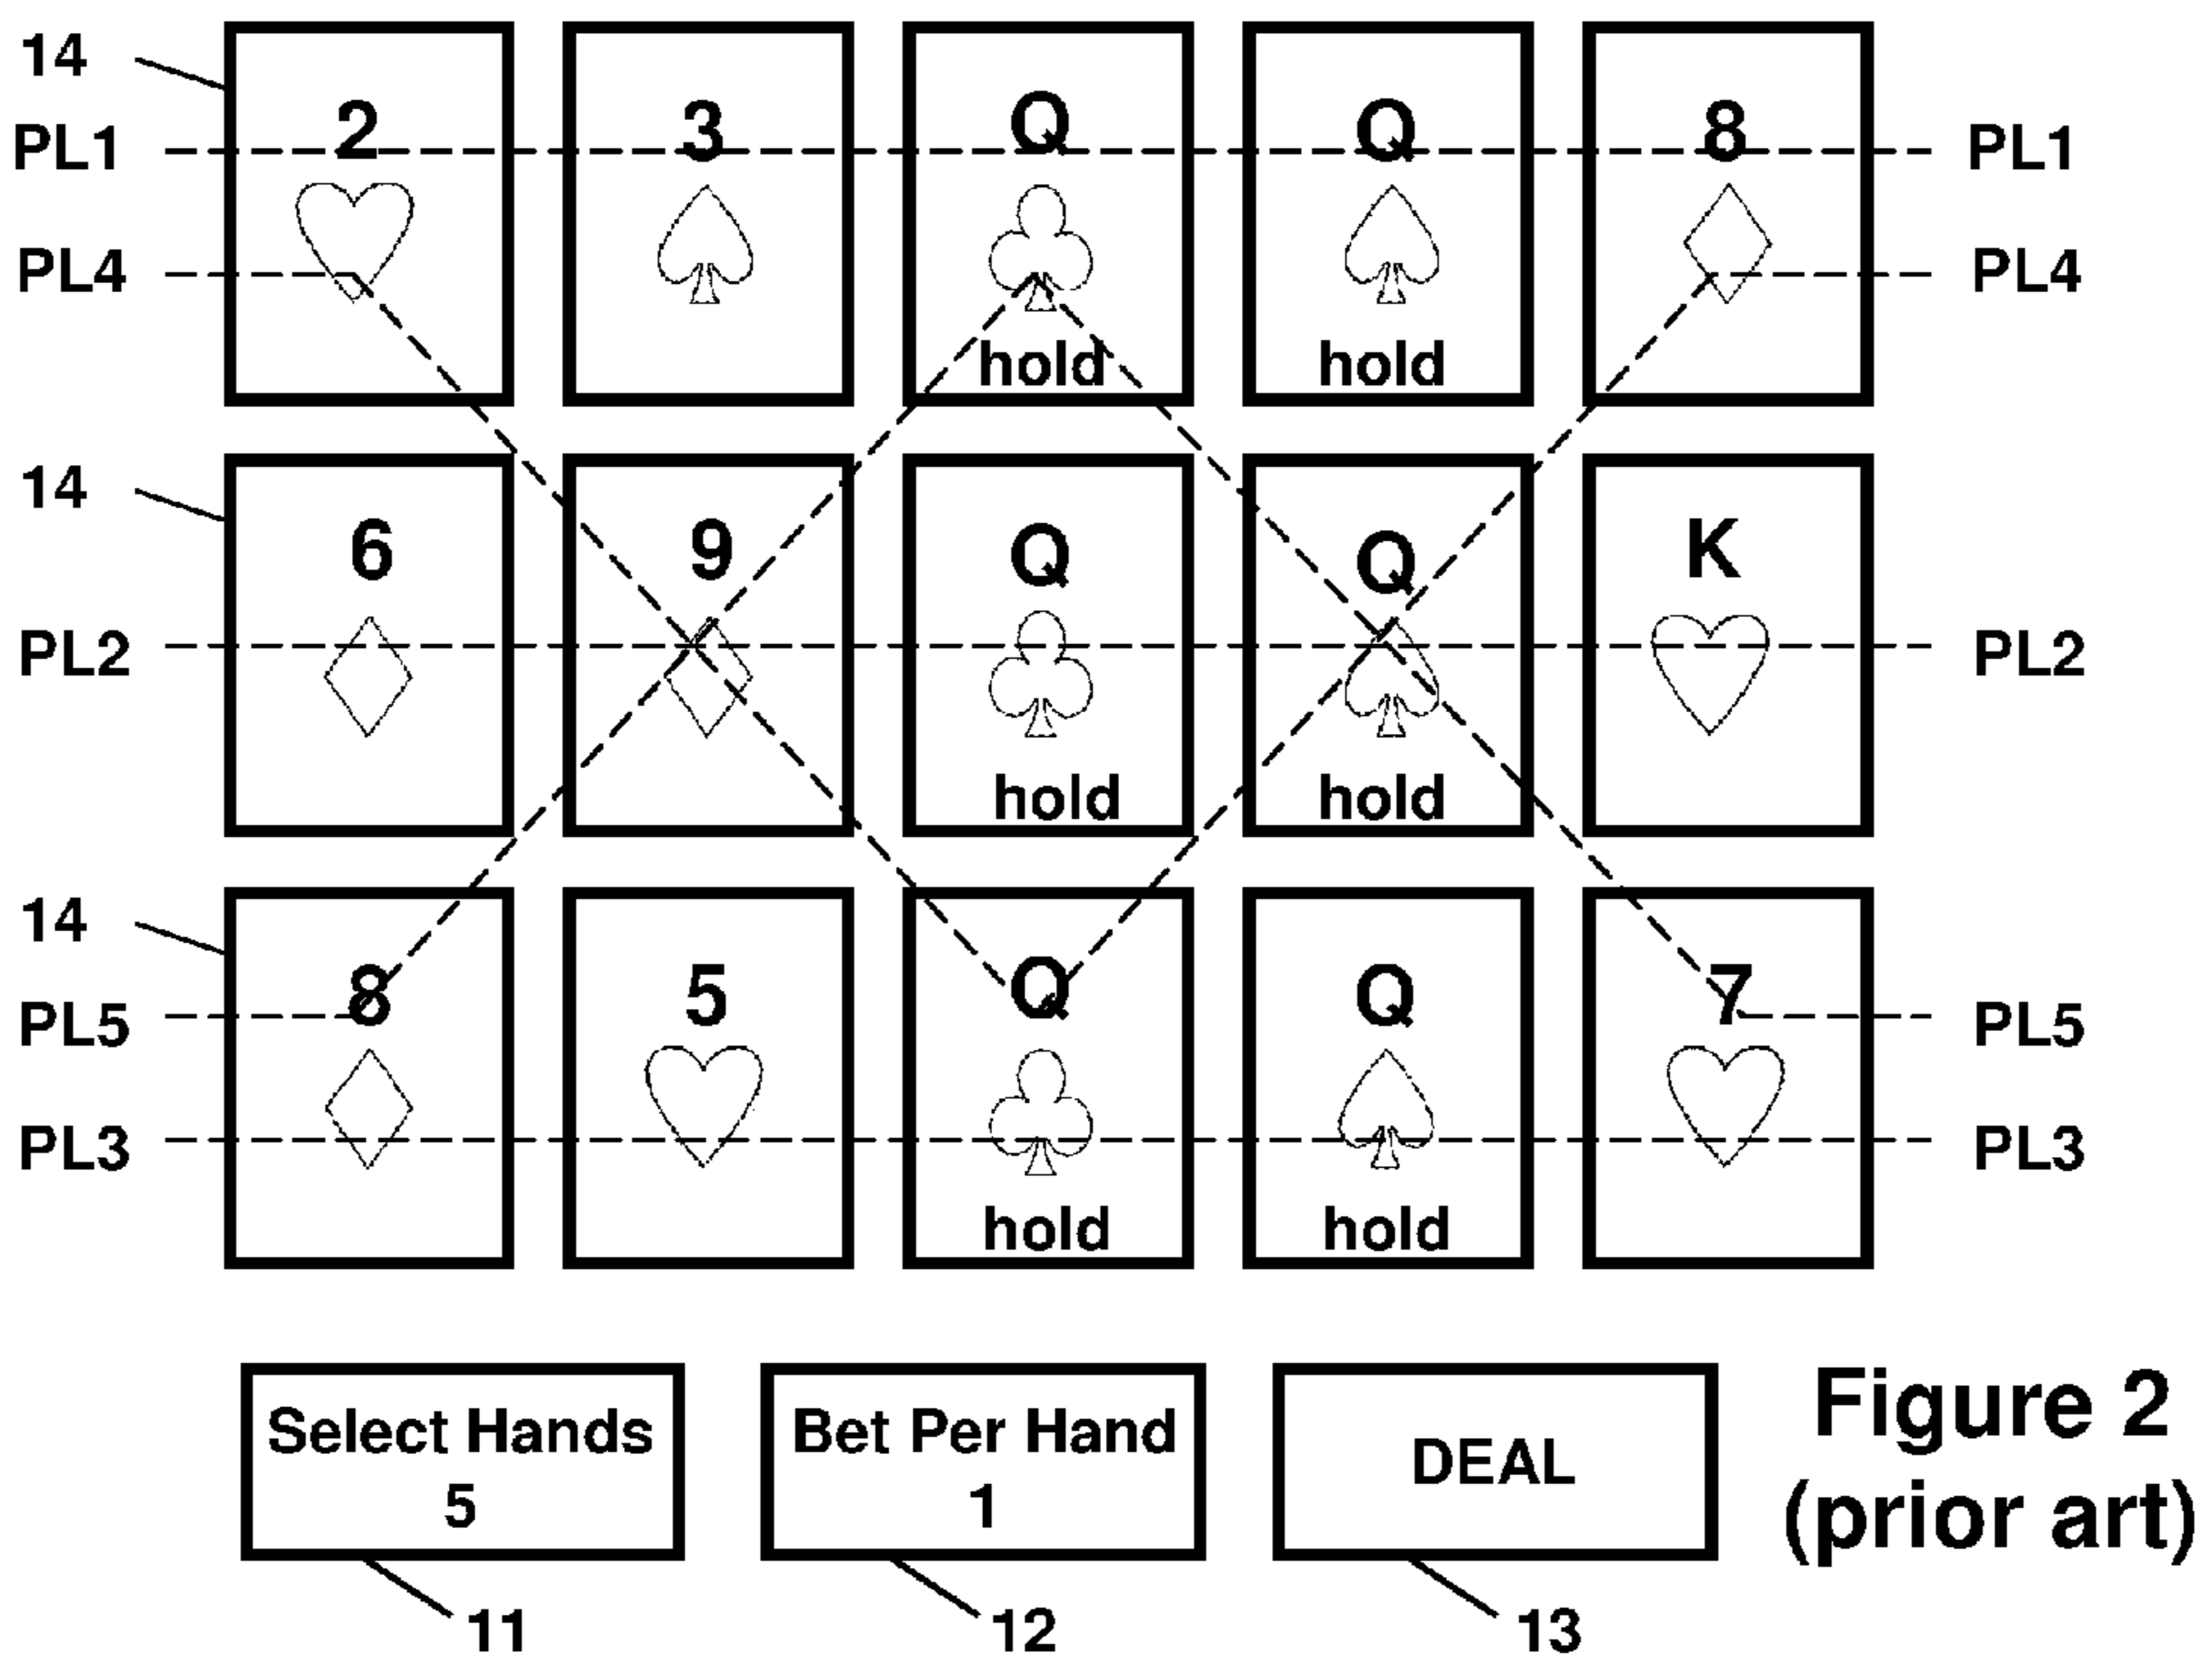 14
2 3 Q Q 8
PL1 PL1
PL4 PL4
hold hold
14
6 9 Q Q K
PL2 PL2
hold hold
14
8 5 Q Q 7
PL5 PL5
PL3 PL3
hold hold
Select Hands
5
Bet Per Hand
1
DEAL
Figure 2
(prior art)
11 12 13